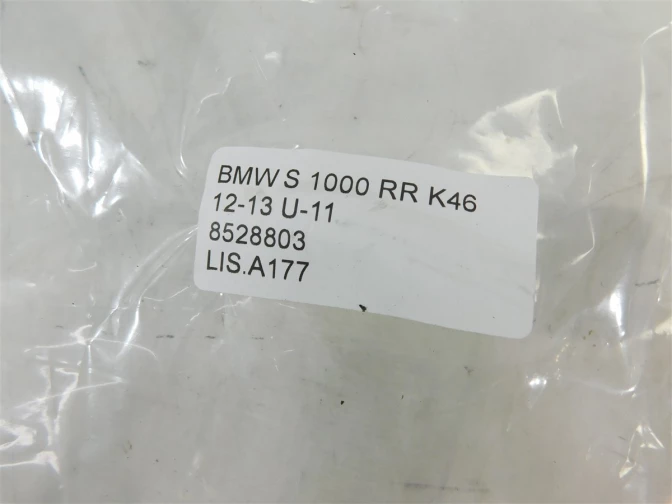 BMW S 1000 RR K46
12-13 U-11
8528803
LIS.A177